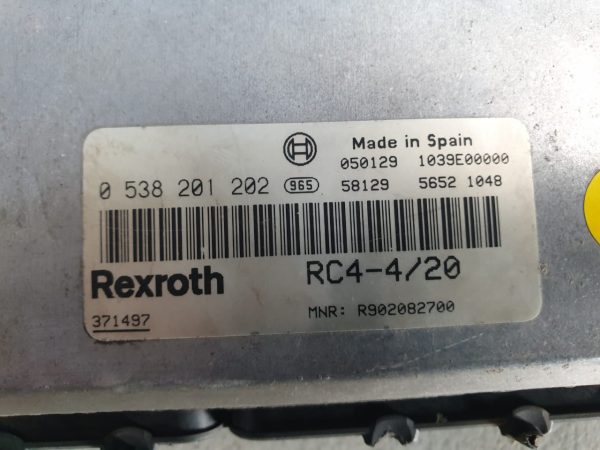 Made in Spain
050129 1039E00000
0 538 201 202 965 58129 5652 1048
Rexroth RC4-4/20
371497 MNR: R902082700